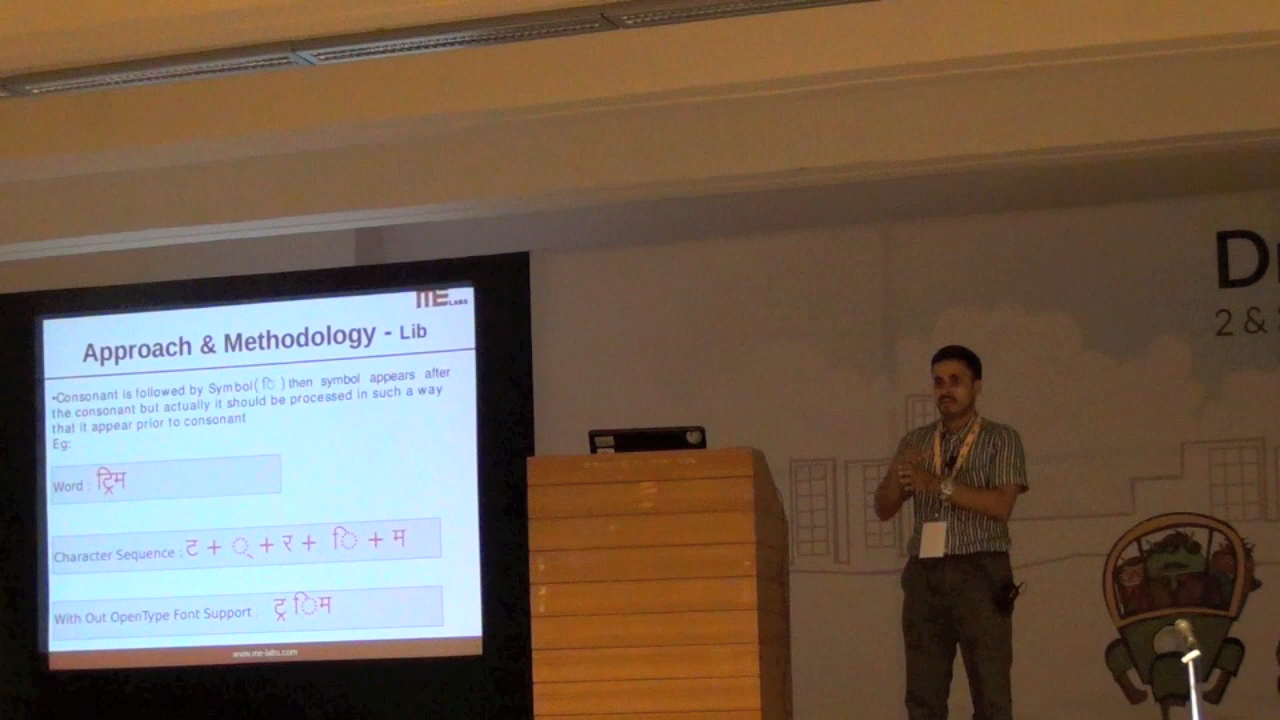 ME LABS
Approach & Methodology - Lib
•Consonant is followed by Symbol( ि ) then symbol appears after
the consonant but actually it should be processed in such a way
that it appear prior to consonant
Eg:
Word : ट्रिम
Character Sequence : ट + ् + र + ि + म
With Out OpenType Font Support : ट्र िम
www.me-labs.com
2 &